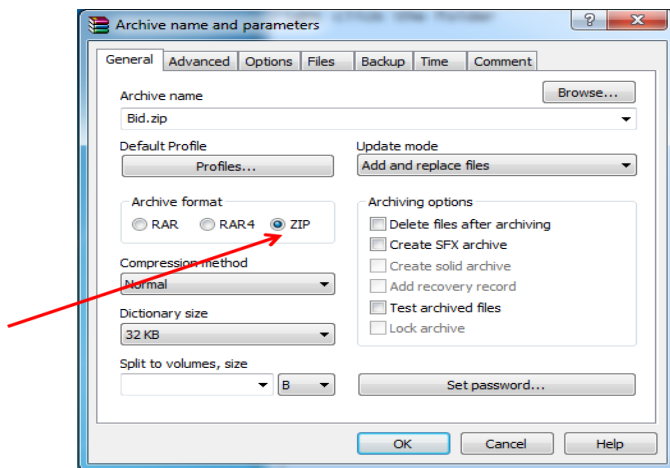 Archive name and parameters
General Advanced Options Files Backup Time Comment
Archive name
Browse...
Bid.zip
Default Profile
Update mode
Profiles...
Add and replace files
Archive format
Archiving options
RAR RAR4 ZIP
Delete files after archiving
Create SFX archive
Compression method
Create solid archive
Normal
Add recovery record
Dictionary size
Test archived files
32 KB
Lock archive
Split to volumes, size
B
Set password...
OK Cancel Help